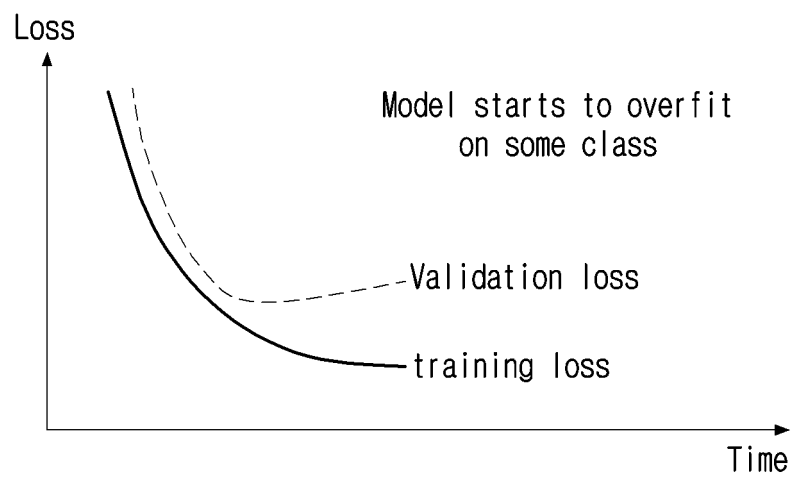 Loss
Model starts to overfit
on some class
Validation loss
training loss
Time